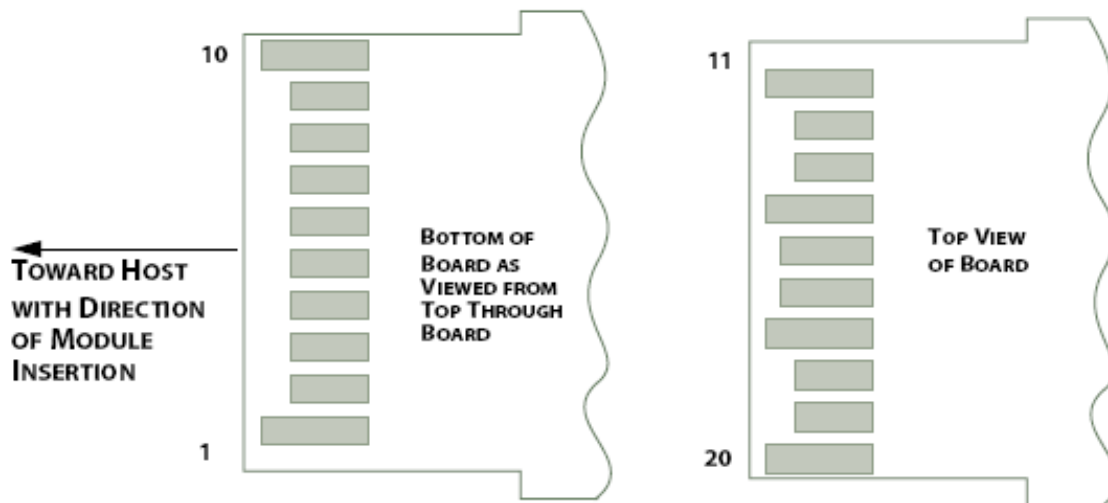 10
TOWARD HOST
WITH DIRECTION
OF MODULE
INSERTION
1
BOTTOM OF
BOARD AS
VIEWED FROM
TOP THROUGH
BOARD
11
20
TOP VIEW
OF BOARD